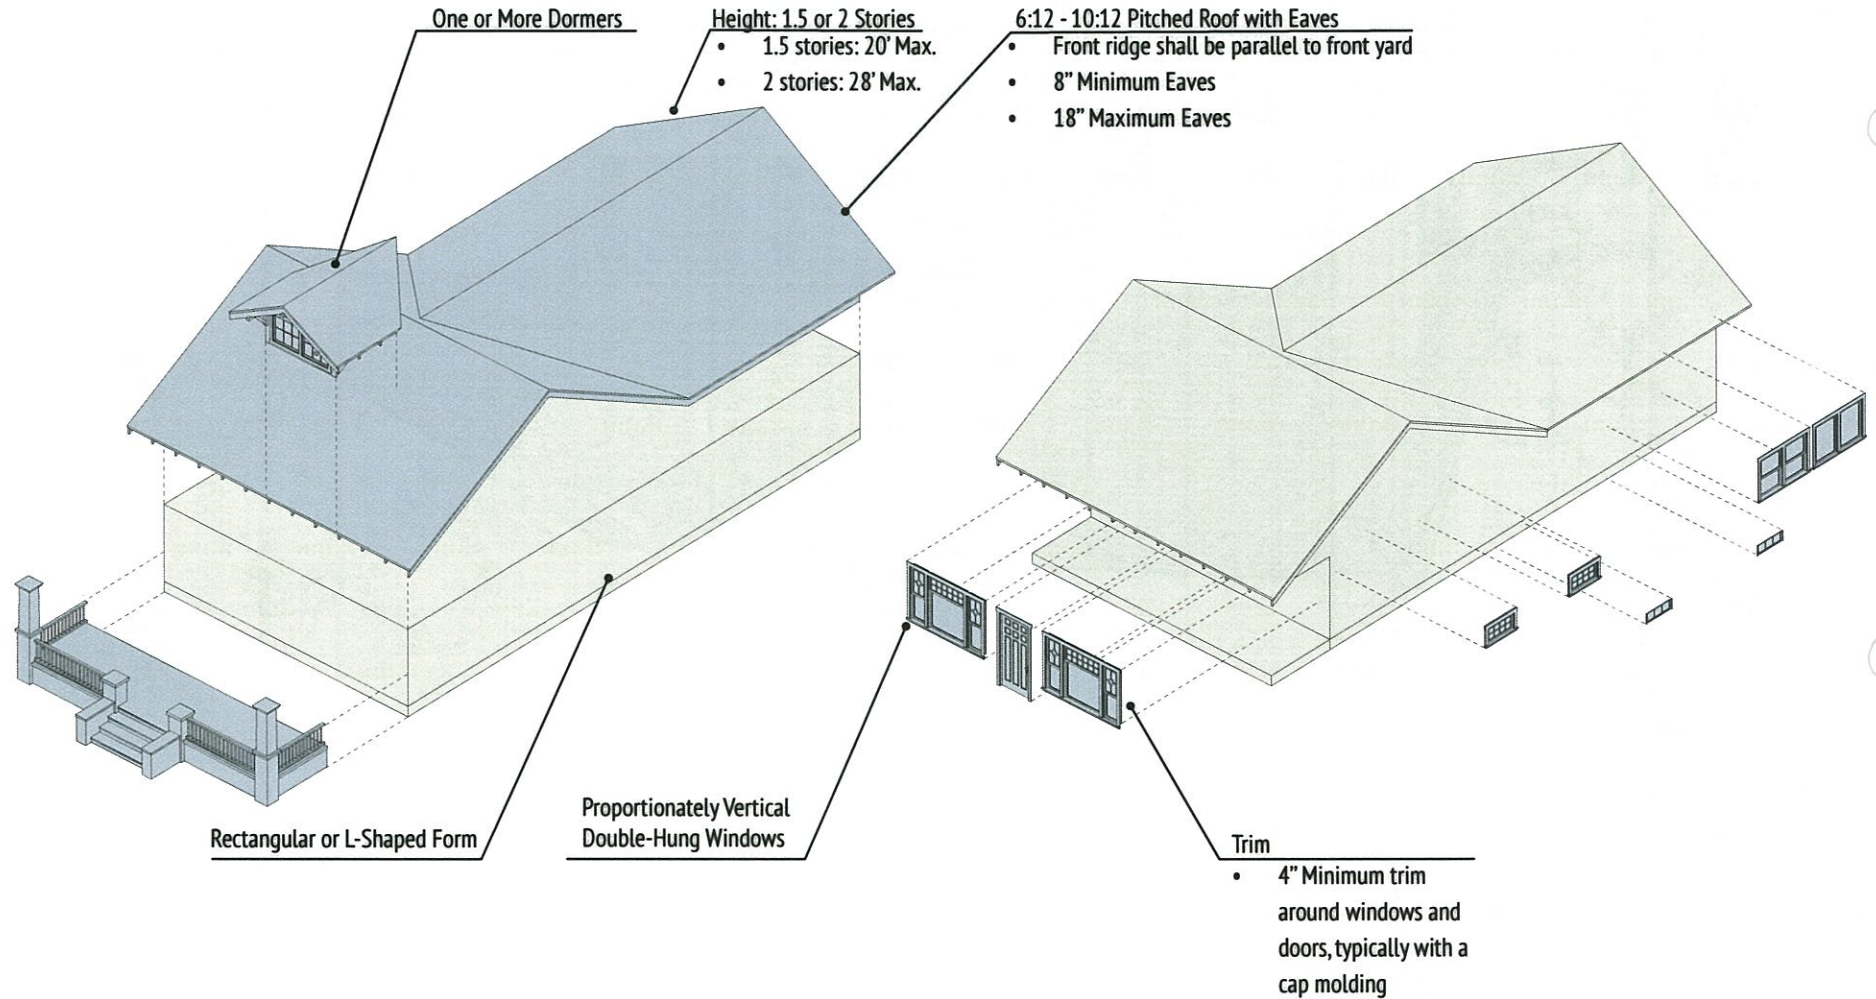 One or More Dormers
Height: 1.5 or 2 Stories
• 1.5 stories: 20' Max.
• 2 stories: 28' Max.
6:12 - 10:12 Pitched Roof with Eaves
• Front ridge shall be parallel to front yard
• 8” Minimum Eaves
• 18” Maximum Eaves
Rectangular or L-Shaped Form
Proportionately Vertical
Double-Hung Windows
Trim
• 4” Minimum trim
around windows and
doors, typically with a
cap molding